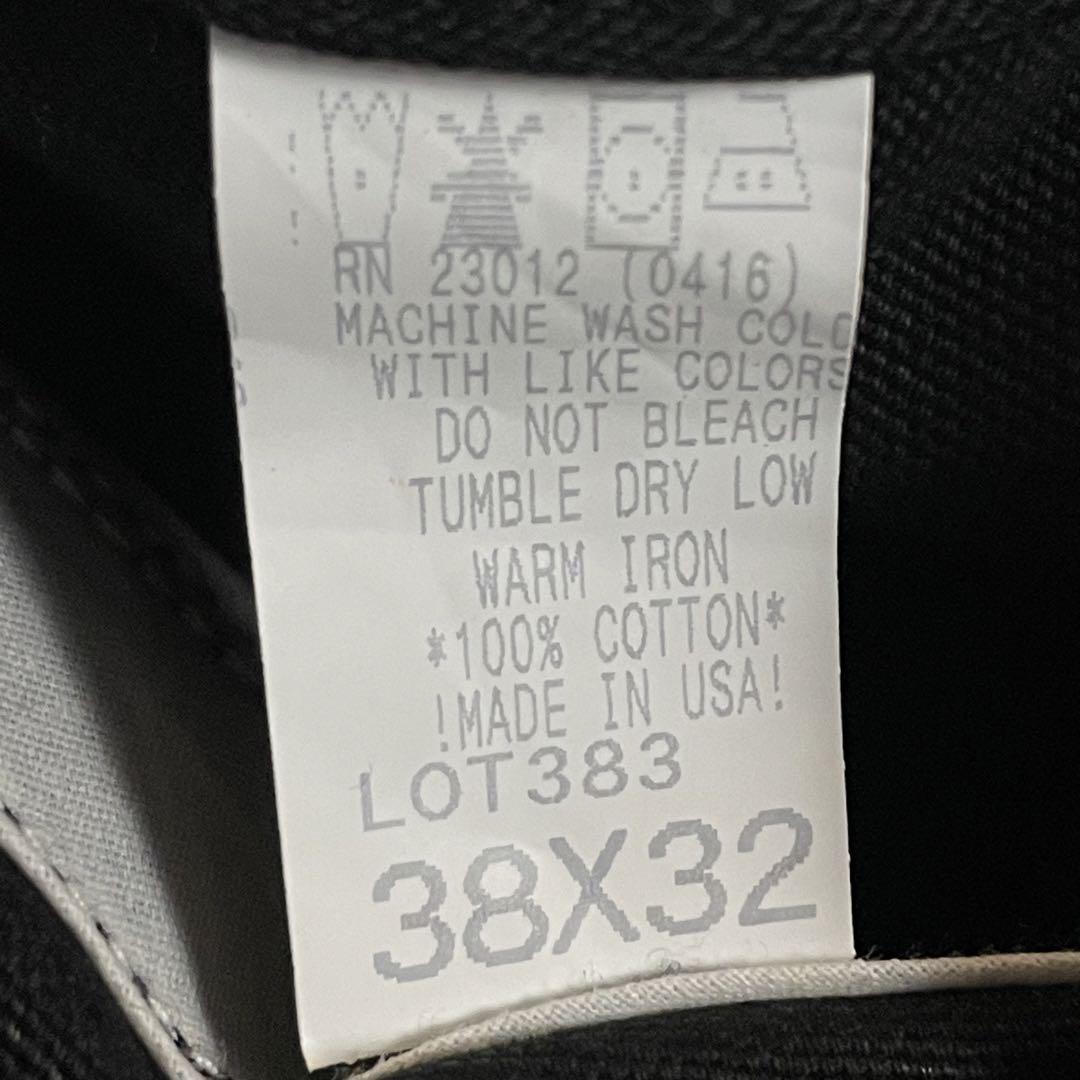 RN 23012 (0416)
MACHINE WASH COLD
WITH LIKE COLORS
DO NOT BLEACH
TUMBLE DRY LOW
WARM IRON
*100% COTTON*
!MADE IN USA!
LOT383
38X32